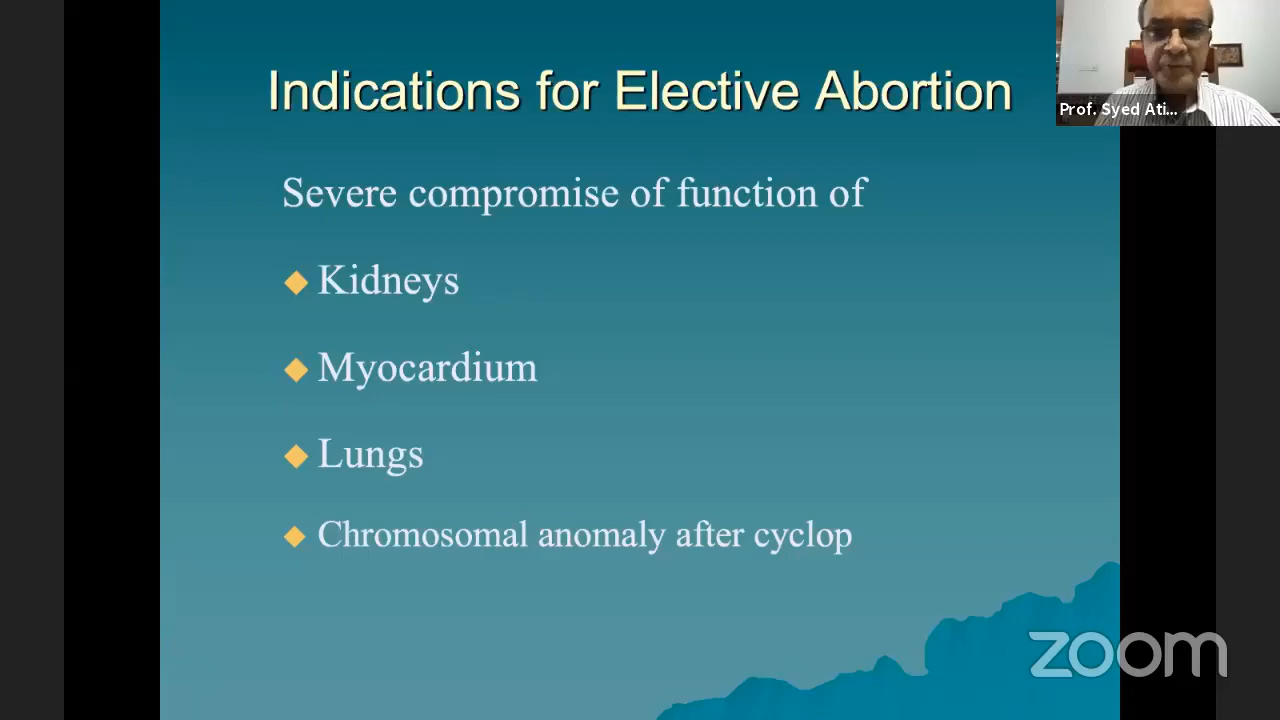 Indications for Elective Abortion
Prof. Syed Ati...
Severe compromise of function of
Kidneys
Myocardium
Lungs
Chromosomal anomaly after cyclop
zoom